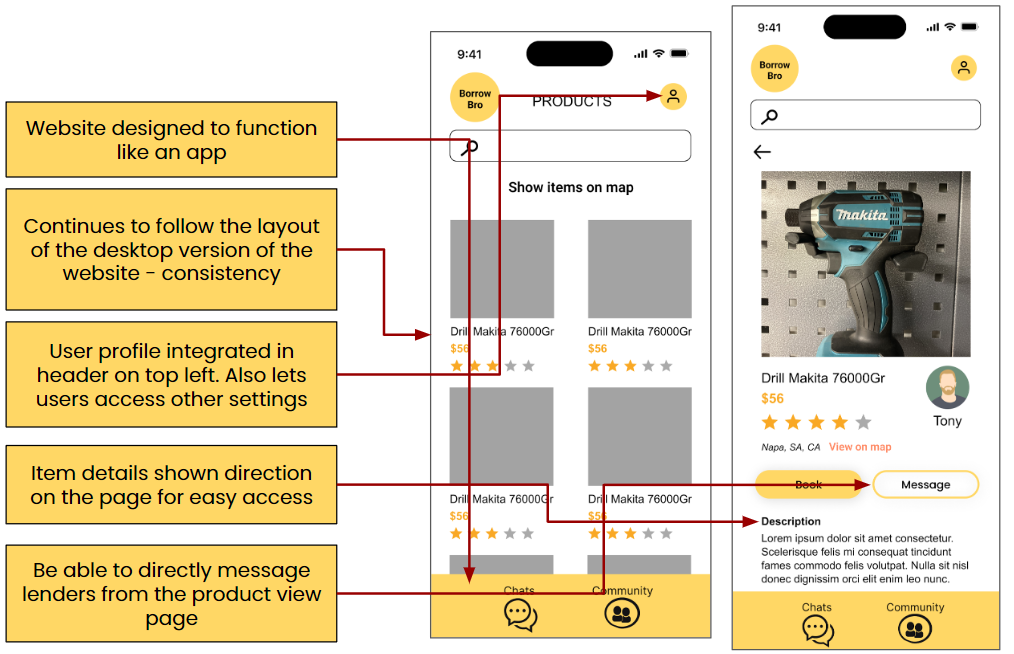 Website designed to function
like an app
Continues to follow the layout
of the desktop version of the
website - consistency
User profile integrated in
header on top left. Also lets
users access other settings
Item details shown direction
on the page for easy access
Be able to directly message
lenders from the product view
page
9:41
Borrow
Bro
PRODUCTS
Show items on map
Drill Makita 76000Gr
$56
Drill Makita 76000Gr
$56
Drill Makita 76000Gr
$56
Drill Makita 76000Gr
$56
Chats
Community
9:41
Borrow
Bro
makita
Drill Makita 76000Gr
$56
Tony
Napa, SA, CA View on map
Book
Message
Description
Lorem ipsum dolor sit amet consectetur.
Scelerisque felis mi consequat tincidunt
fames commodo felis volutpat. Nulla sit nisl
donec dignissim orci elit enim leo nunc.
Chats
Community